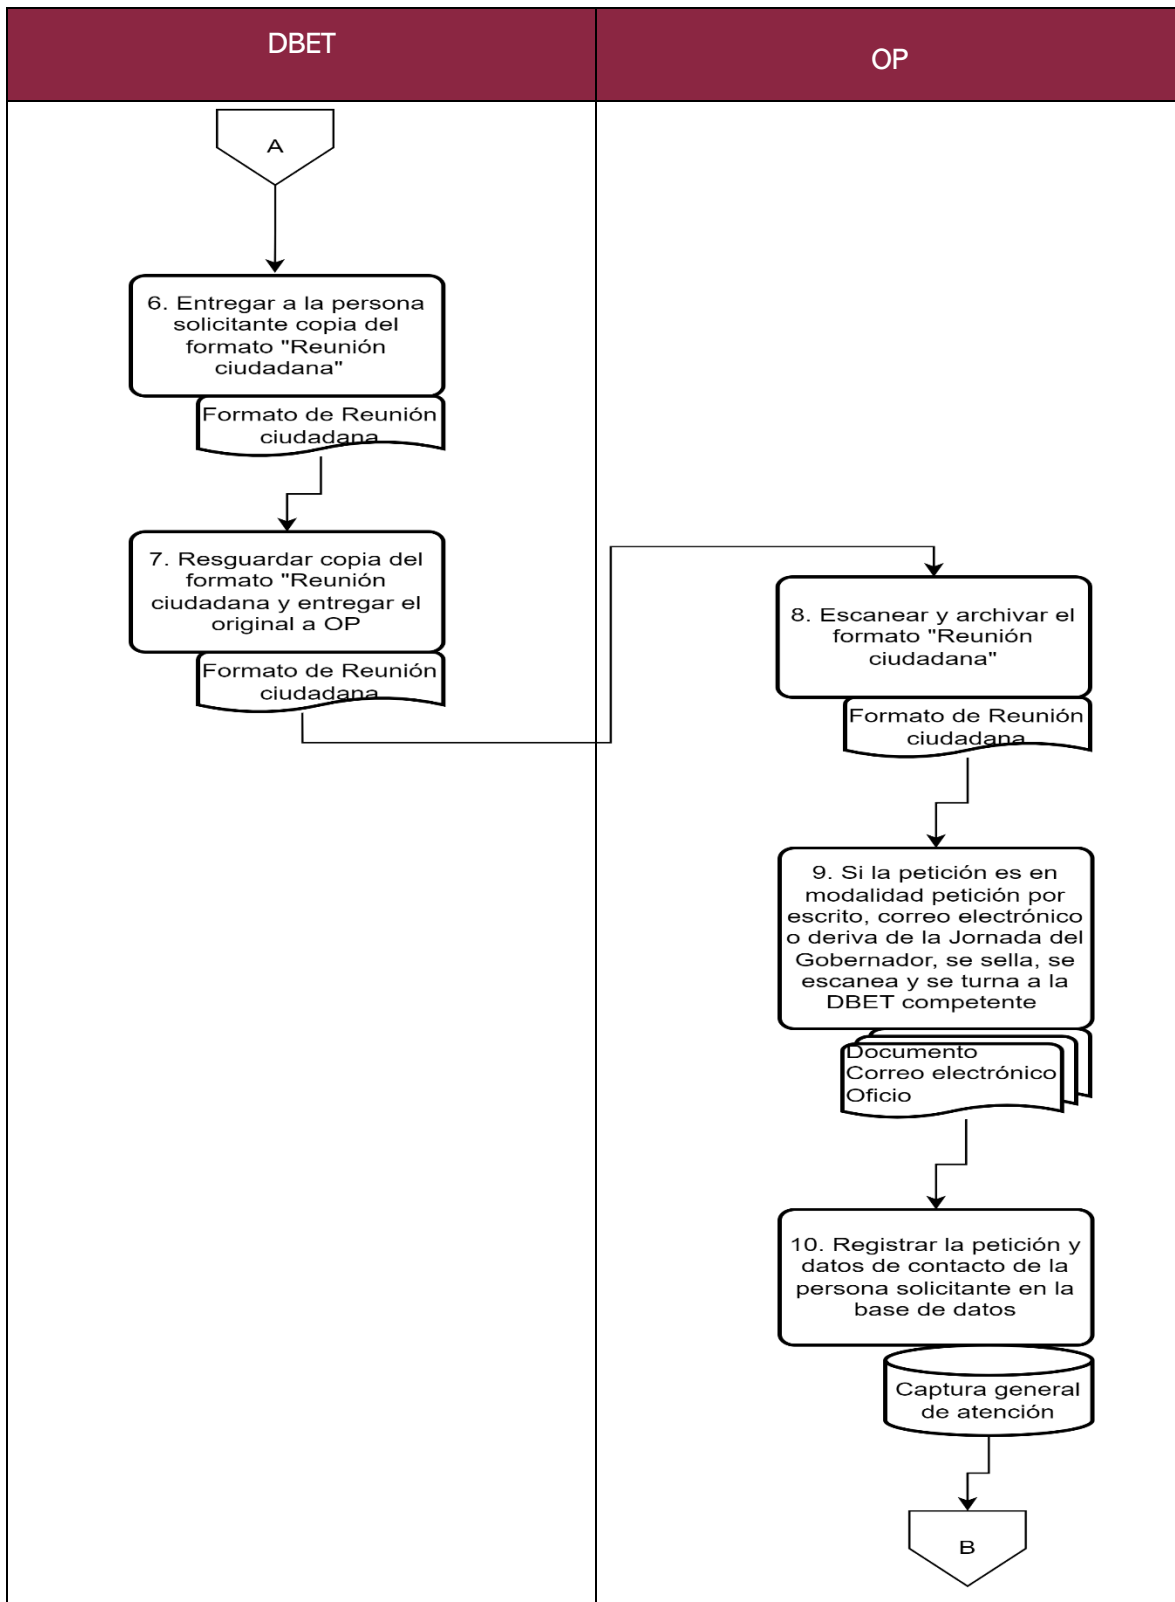 DBET
OP
A
6. Entregar a la persona
solicitante copia del
formato "Reunión
ciudadana"
Formato de Reunión
ciudadana
7. Resguardar copia del
formato "Reunión
ciudadana y entregar el
original a OP
Formato de Reunión
ciudadana
8. Escanear y archivar el
formato "Reunión
ciudadana"
Formato de Reunión
ciudadana
9. Si la petición es en
modalidad petición por
escrito, correo electrónico
o deriva de la Jornada del
Gobernador, se sella, se
escanea y se turna a la
DBET competente
Documento
Correo electrónico
Oficio
10. Registrar la petición y
datos de contacto de la
persona solicitante en la
base de datos
Captura general
de atención
B